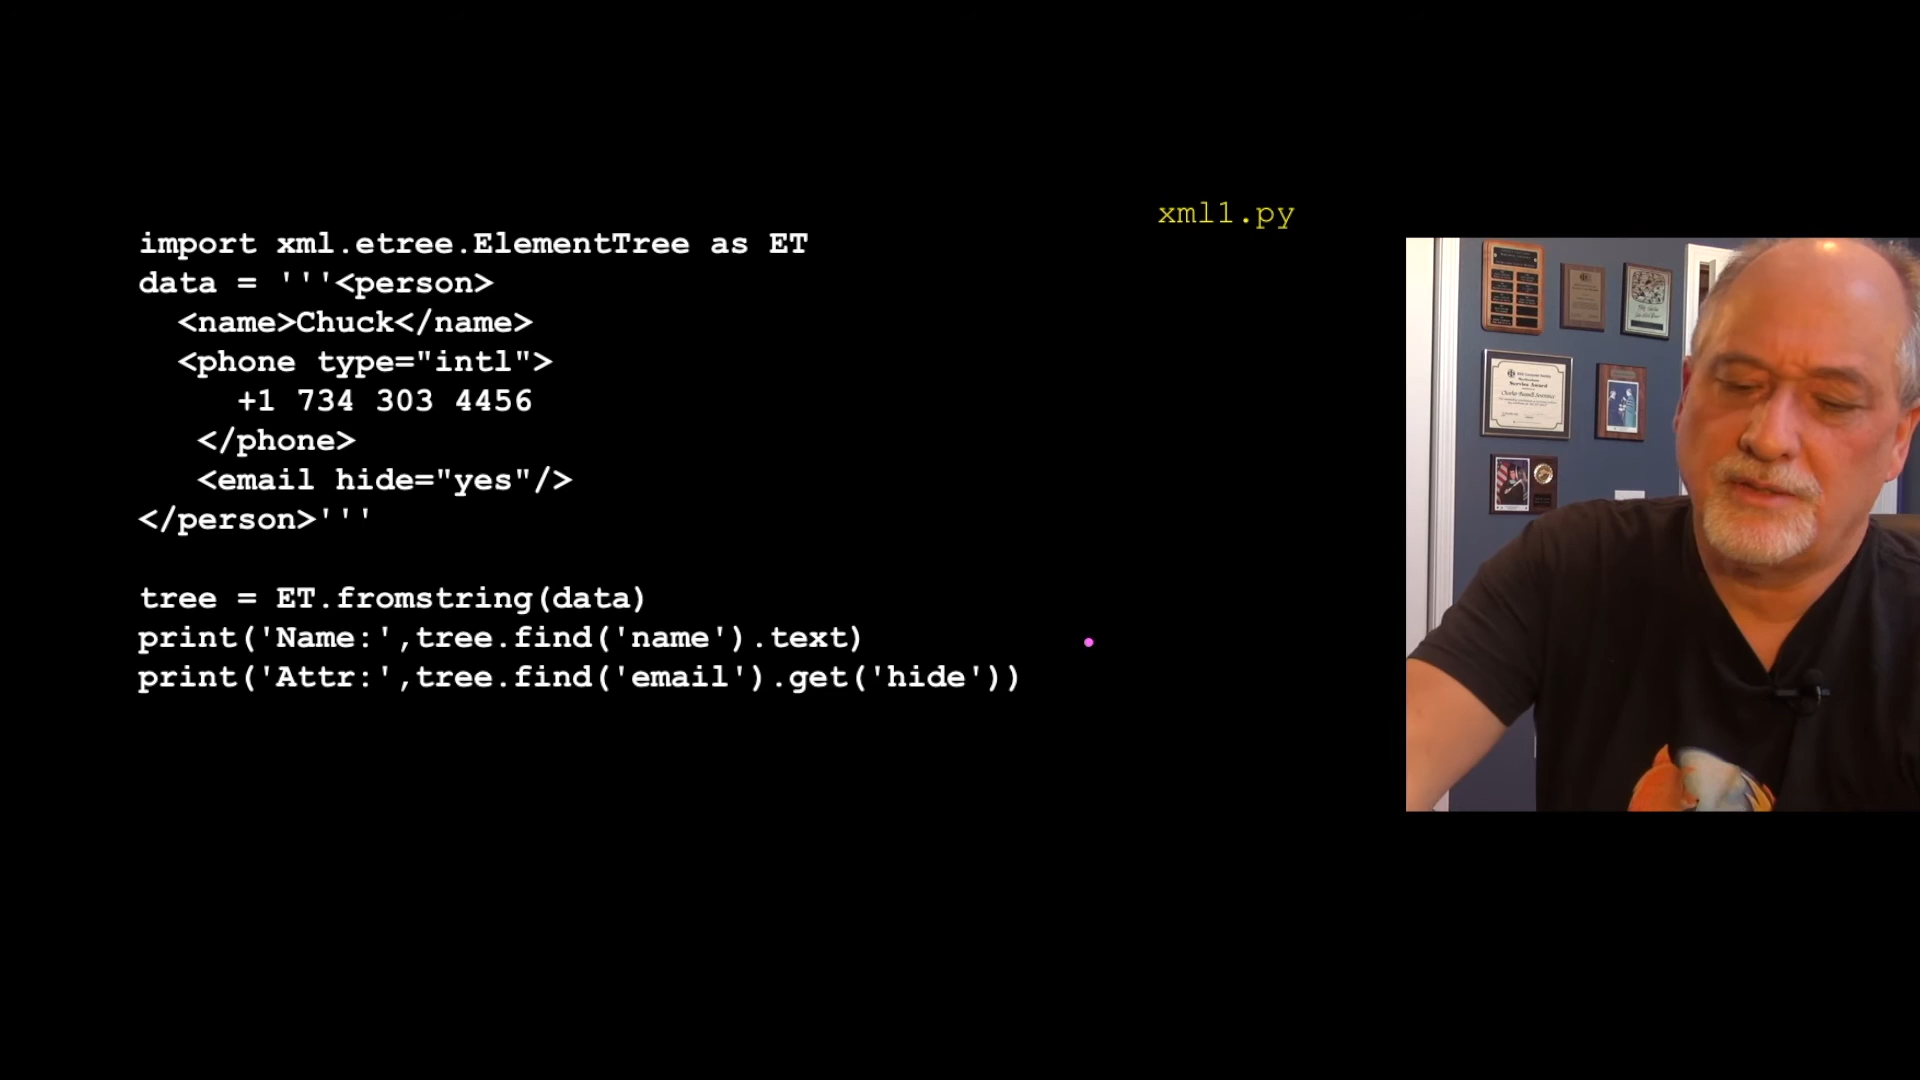 xml1.py
import xml.etree.ElementTree as ET
data = '''<person>
  <name>Chuck</name>
  <phone type="intl">
     +1 734 303 4456
   </phone>
   <email hide="yes"/>
</person>'''
tree = ET.fromstring(data)
print('Name:',tree.find('name').text)
print('Attr:',tree.find('email').get('hide'))
Service Award